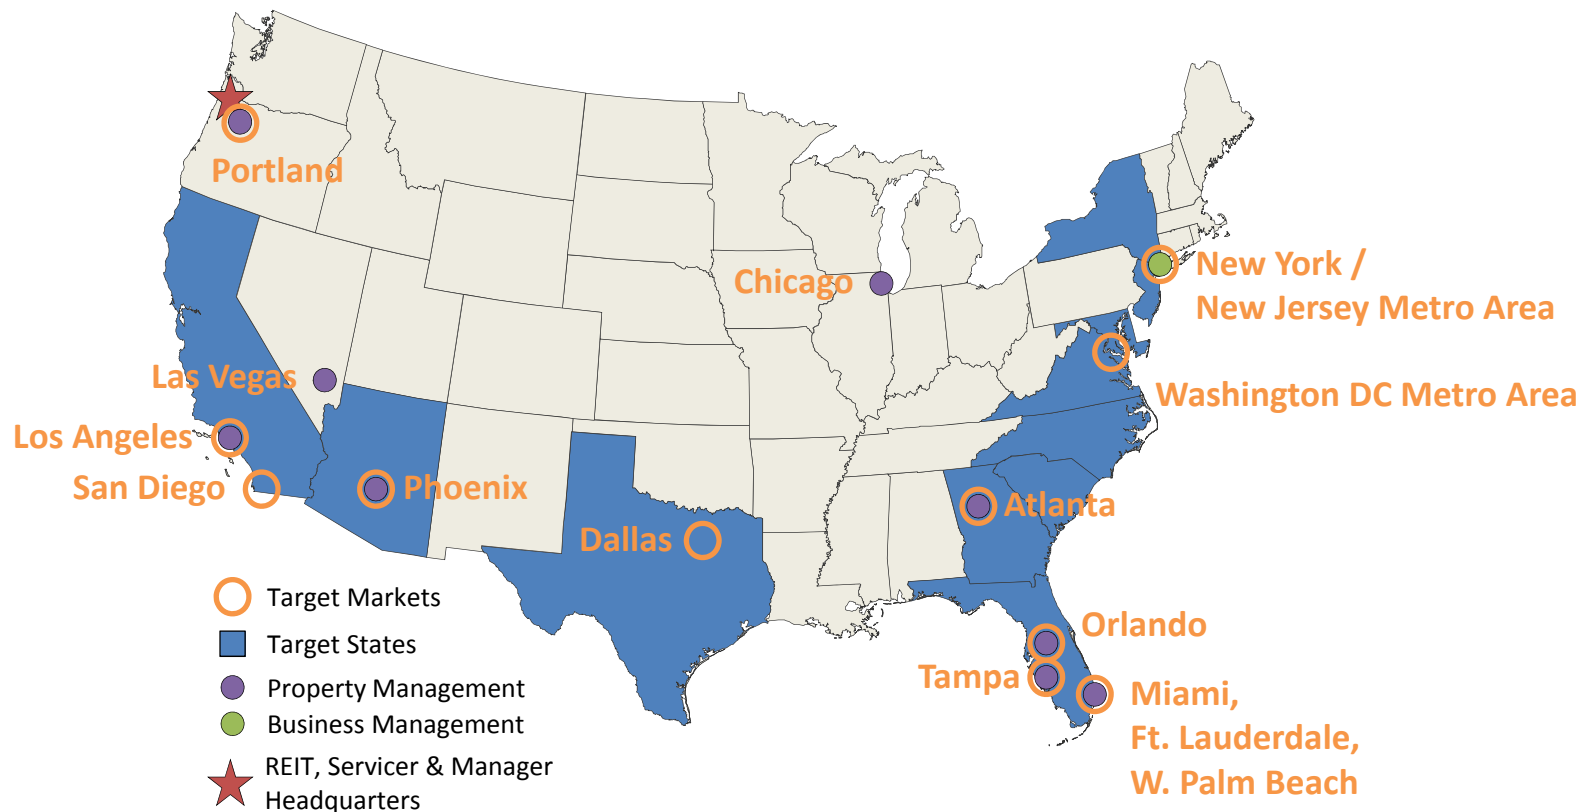 Portland
Chicago
New York /
New Jersey Metro Area
Las Vegas
Washington DC Metro Area
Los Angeles
San Diego
Phoenix
Atlanta
Dallas
Target Markets
Target States
Property Management
Business Management
REIT, Servicer & Manager
Headquarters
Orlando
Tampa
Miami,
Ft. Lauderdale,
W. Palm Beach